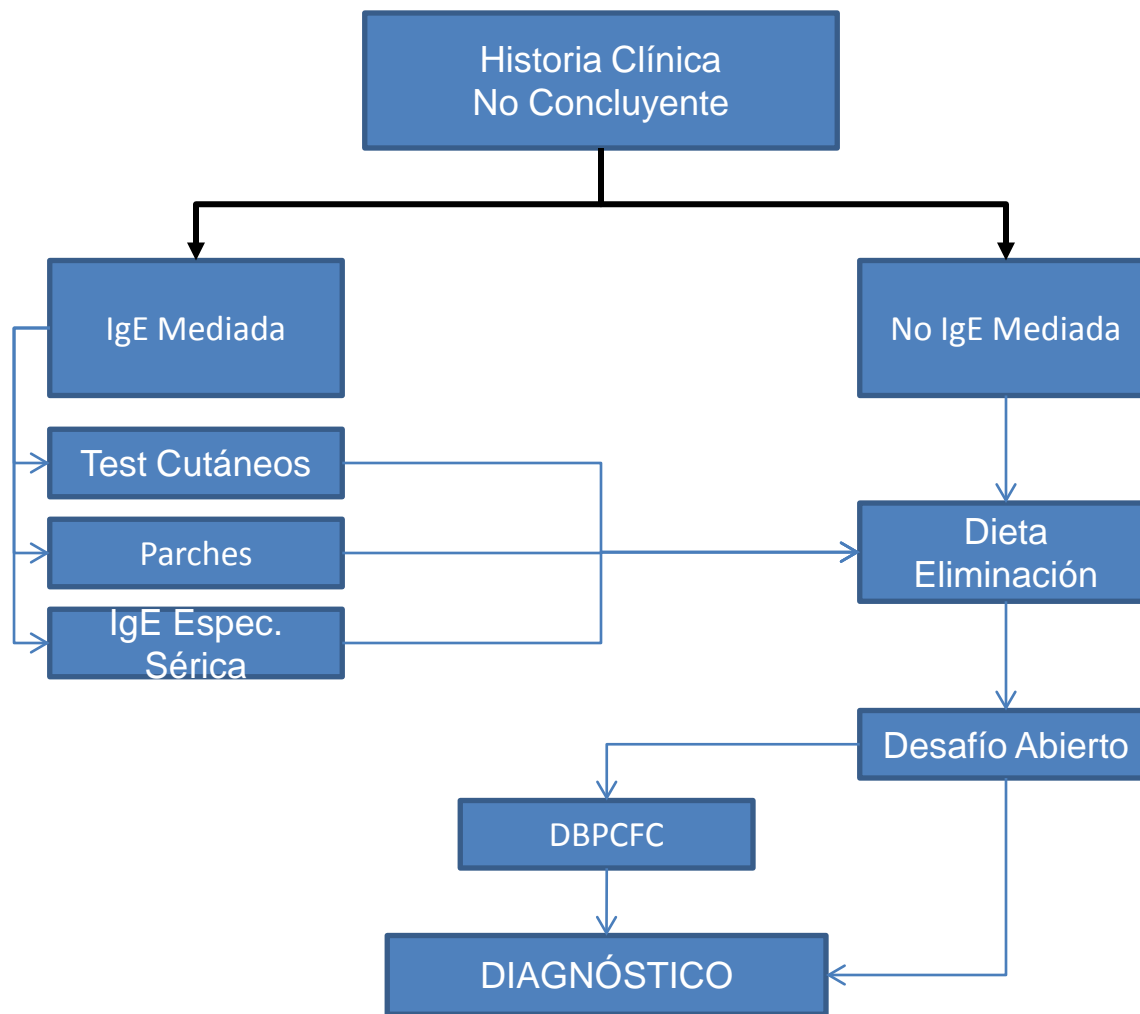 Historia Clínica
No Concluyente
IgE Mediada
No IgE Mediada
Test Cutáneos
Parches
IgE Espec.
Sérica
Dieta
Eliminación
Desafío Abierto
DBPCFC
DIAGNÓSTICO